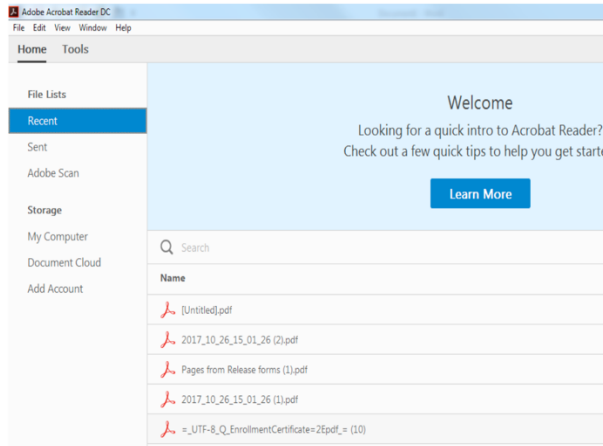 Adobe Acrobat Reader DC
File Edit View Window Help
Home Tools
File Lists
Recent
Sent
Adobe Scan
Storage
My Computer
Document Cloud
Add Account
Welcome
Looking for a quick intro to Acrobat Reader?
Check out a few quick tips to help you get starte
Learn More
Search
Name
[Untitled].pdf
2017_10_26_15_01_26 (2).pdf
Pages from Release forms (1).pdf
2017_10_26_15_01_26 (1).pdf
=_UTF-8_Q_EnrollmentCertificate=2Epdf_= (10)